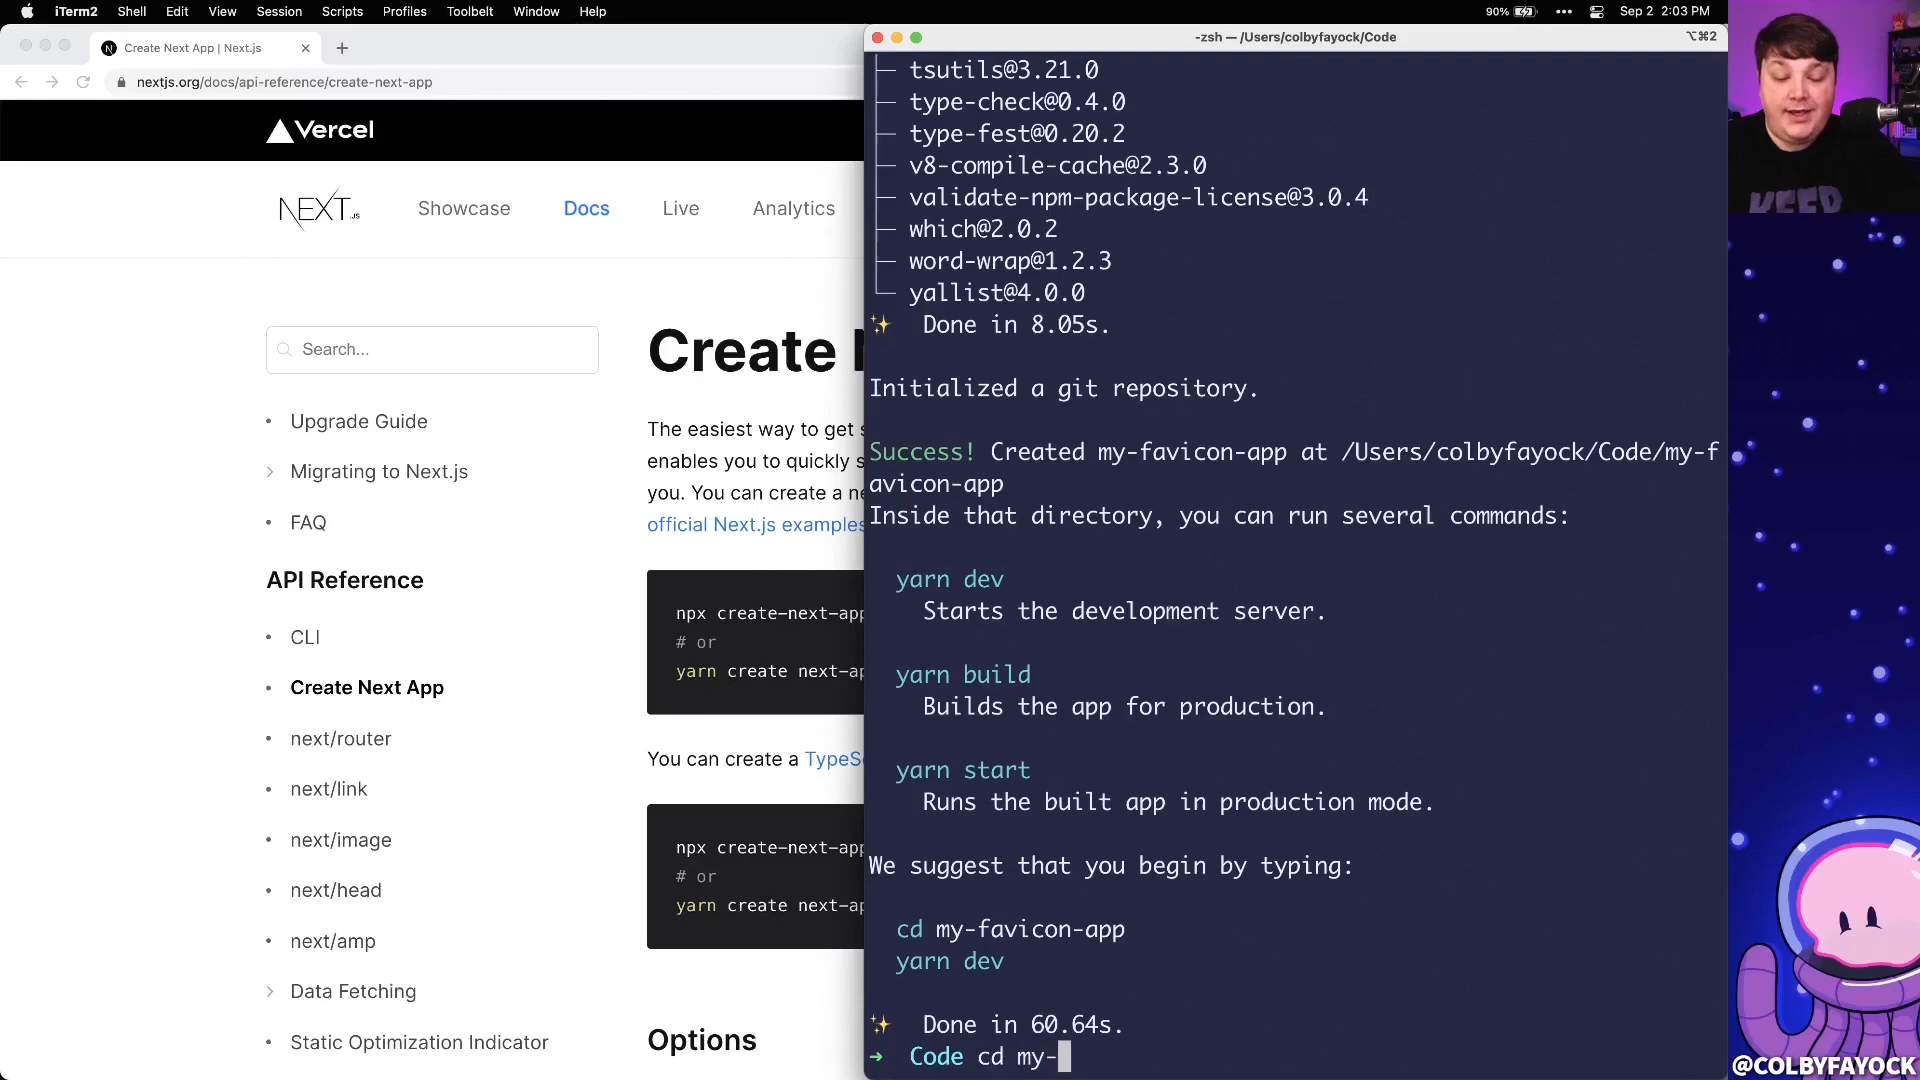 iTerm2 Shell Edit View Session Scripts Profiles Toolbelt Window Help 90% Sep 2 2:03 PM
Create Next App | Next.js
nextjs.org/docs/api-reference/create-next-app
Vercel
NEXT.JS Showcase Docs Live Analytics
Search...
Upgrade Guide
Migrating to Next.js
FAQ
API Reference
CLI
Create Next App
next/router
next/link
next/image
next/head
next/amp
Data Fetching
Static Optimization Indicator
Create
The easiest way to get
enables you to quickly
you. You can create a
official Next.js examples
npx create-next-app
# or
yarn create next-ap
You can create a TypeSc
npx create-next-app
# or
yarn create next-ap
Options
-zsh — /Users/colbyfayock/Code ⌥⌘2
tsutils@3.21.0
type-check@0.4.0
type-fest@0.20.2
v8-compile-cache@2.3.0
validate-npm-package-license@3.0.4
which@2.0.2
word-wrap@1.2.3
yallist@4.0.0
✨ Done in 8.05s.
Initialized a git repository.
Success! Created my-favicon-app at /Users/colbyfayock/Code/my-f
avicon-app
Inside that directory, you can run several commands:
yarn dev
Starts the development server.
yarn build
Builds the app for production.
yarn start
Runs the built app in production mode.
We suggest that you begin by typing:
cd my-favicon-app
yarn dev
✨ Done in 60.64s.
➜ Code cd my-
KEEP
@COLBYFAYOCK